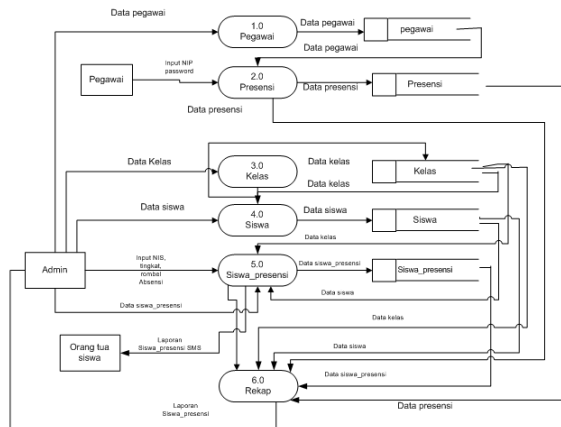 Data pegawai
1.0
Pegawai
Data pegawai
pegawai
Data pegawai
Pegawai
Input NIP
password
2.0
Presensi
Data presensi
Presensi
Data presensi
Data Kelas
3.0
Kelas
Data kelas
Data kelas
Kelas
Data siswa
4.0
Siswa
Data siswa
Siswa
Data kelas
Admin
Input NIS,
tingkat,
rombel
Absensi
5.0
Siswa_presensi
Data siswa_presensi
Siswa_presensi
Data siswa_presensi
Data siswa
Data kelas
Orang tua
siswa
Laporan
Siswa_presensi SMS
Data siswa
6.0
Rekap
Data siswa_presensi
Laporan
Siswa_presensi
Data presensi